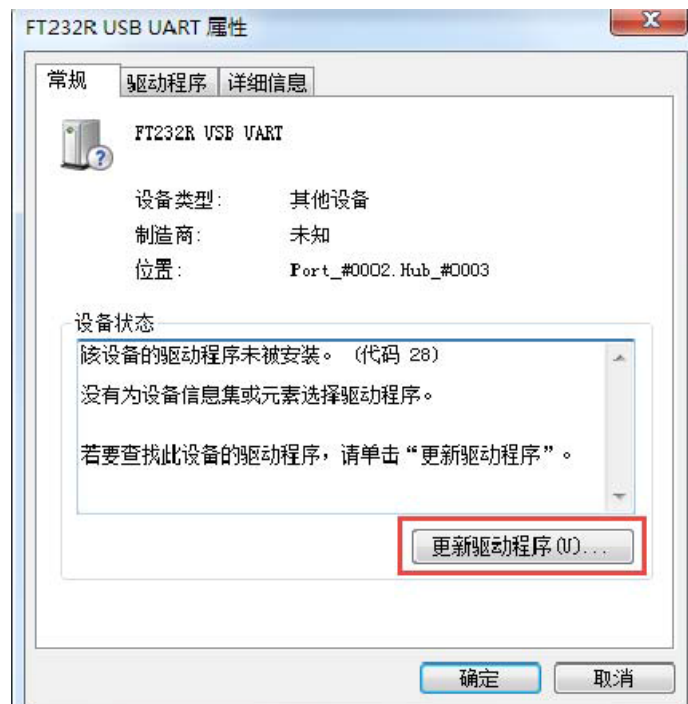 FT232R USB UART 属性
常规 驱动程序 详细信息
FT232R USB UART
设备类型: 其他设备
制造商: 未知
位置: Port_#0002.Hub_#0003
设备状态
该设备的驱动程序未被安装。 (代码 28)
没有为设备信息集或元素选择驱动程序。
若要查找此设备的驱动程序，请单击“更新驱动程序”。
更新驱动程序(U)...
确定 取消